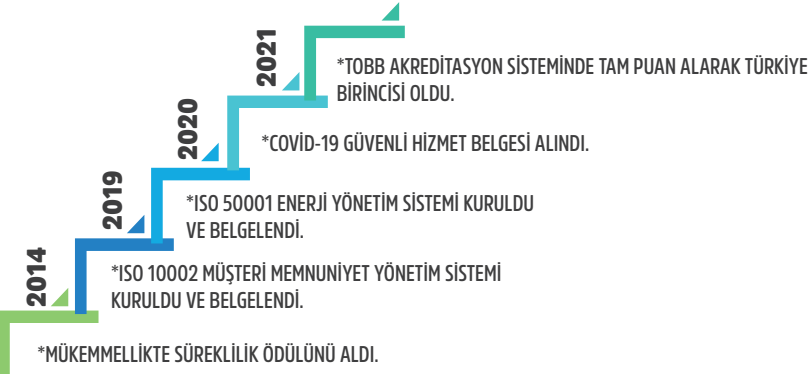 2021
*TOBB AKREDİTASYON SİSTEMİNDE TAM PUAN ALARAK TÜRKİYE
BİRİNCİSİ OLDU.
2020
*COVİD-19 GÜVENLİ HİZMET BELGESİ ALINDI.
2019
*ISO 50001 ENERJİ YÖNETİM SİSTEMİ KURULDU
VE BELGELENDİ.
2014
*ISO 10002 MÜŞTERİ MEMNUNİYET YÖNETİM SİSTEMİ
KURULDU VE BELGELENDİ.
*MÜKEMMELLİKTE SÜREKLİLİK ÖDÜLÜNÜ ALDI.